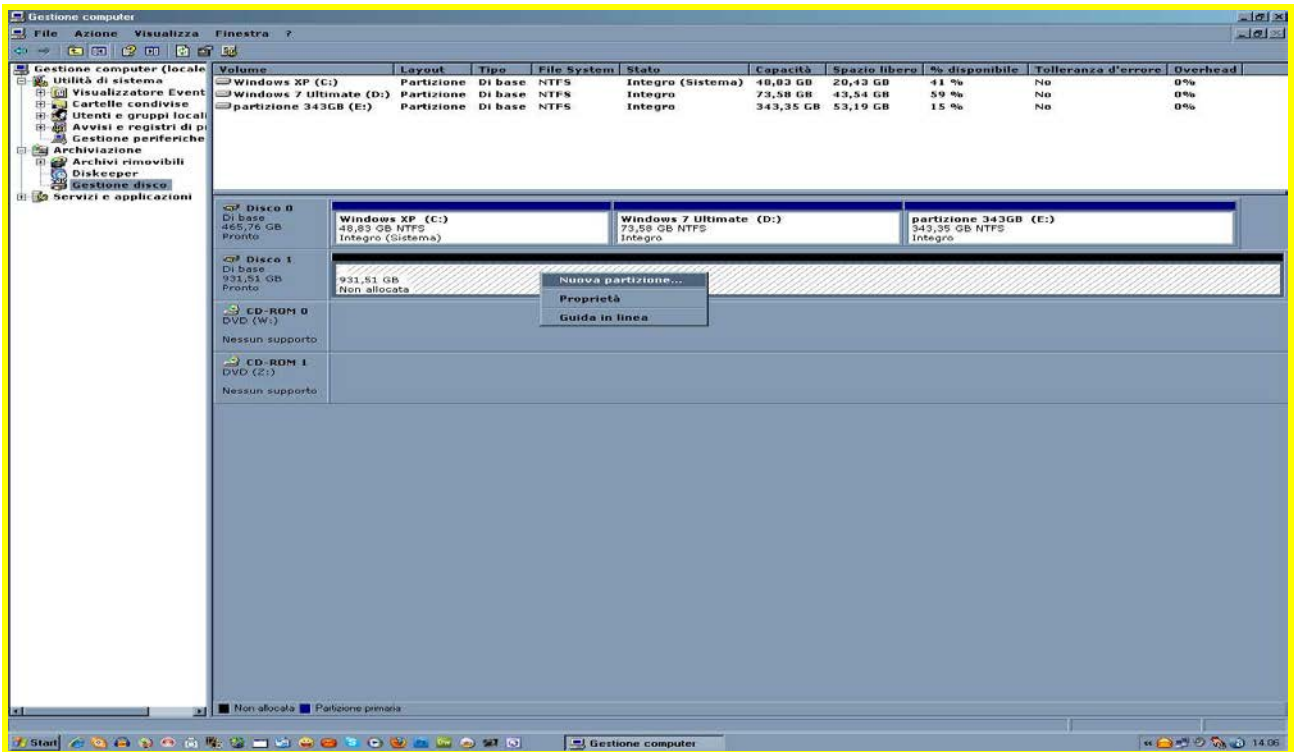 Gestione computer
File Azione Visualizza Finestra ?
Gestione computer (locale
Utilità di sistema
Visualizzatore Event
Cartelle condivise
Utenti e gruppi locali
Avvisi e registri di pr
Gestione periferiche
Archiviazione
Archivi rimovibili
Diskeeper
Gestione disco
Servizi e applicazioni
Volume Layout Tipo File System Stato Capacità Spazio libero % disponibile Tolleranza d'errore Overhead
Windows XP (C:) Partizione Di base NTFS Integro (Sistema) 48,83 GB 20,43 GB 41 % No 0%
Windows 7 Ultimate (D:) Partizione Di base NTFS Integro 73,58 GB 43,54 GB 59 % No 0%
partizione 343GB (E:) Partizione Di base NTFS Integro 343,35 GB 53,19 GB 15 % No 0%
Disco 0
Di base
465,76 GB
Pronto
Windows XP (C:)
48,83 GB NTFS
Integro (Sistema)
Windows 7 Ultimate (D:)
73,58 GB NTFS
Integro
partizione 343GB (E:)
343,35 GB NTFS
Integro
Disco 1
Di base
931,51 GB
Pronto
931,51 GB
Non allocata
Nuova partizione...
Proprietà
Guida in linea
CD-ROM 0
DVD (W:)
Nessun supporto
CD-ROM 1
DVD (Z:)
Nessun supporto
Non allocata Partizione primaria
Start Gestione computer 14.06